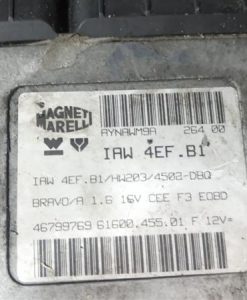 MAGNETI
MARELLI
AYNAWM9A 264 00
IAW 4EF.B1
IAW 4EF.B1/HW203/4502-DBQ
BRAVO/A 1.6 16V CEE F3 EOBD
46799769 61600.455.01 F 12V=